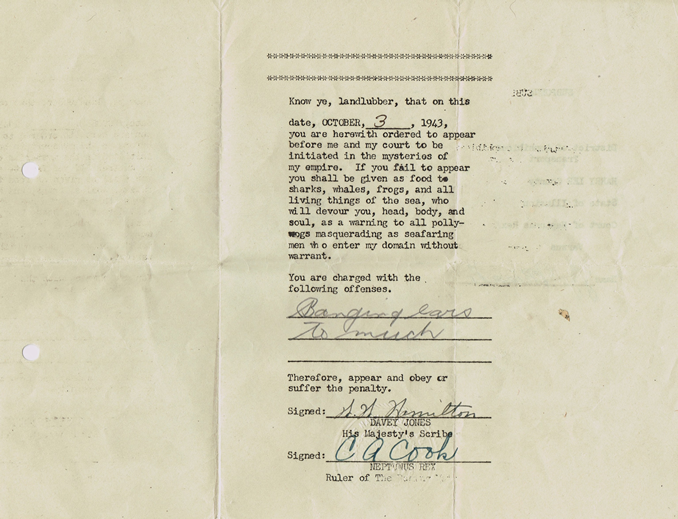 **********************************
**********************************
Know ye, landlubber, that on this
date, OCTOBER, 3, 1943,
you are herewith ordered to appear
before me and my court to be
initiated in the mysteries of
my empire. If you fail to appear
you shall be given as food to
sharks, whales, frogs, and all
living things of the sea, who
will devour you, head, body, and
soul, as a warning to all polly-
wogs masquerading as seafaring
men who enter my domain without
warrant.
You are charged with the
following offenses.
Banging ears
to much
Therefore, appear and obey or
suffer the penalty.
Signed: Hamilton
DAVEY JONES
His Majesty's Scribe
Signed: C A Cook
NEPTUNUS REX
Ruler of The